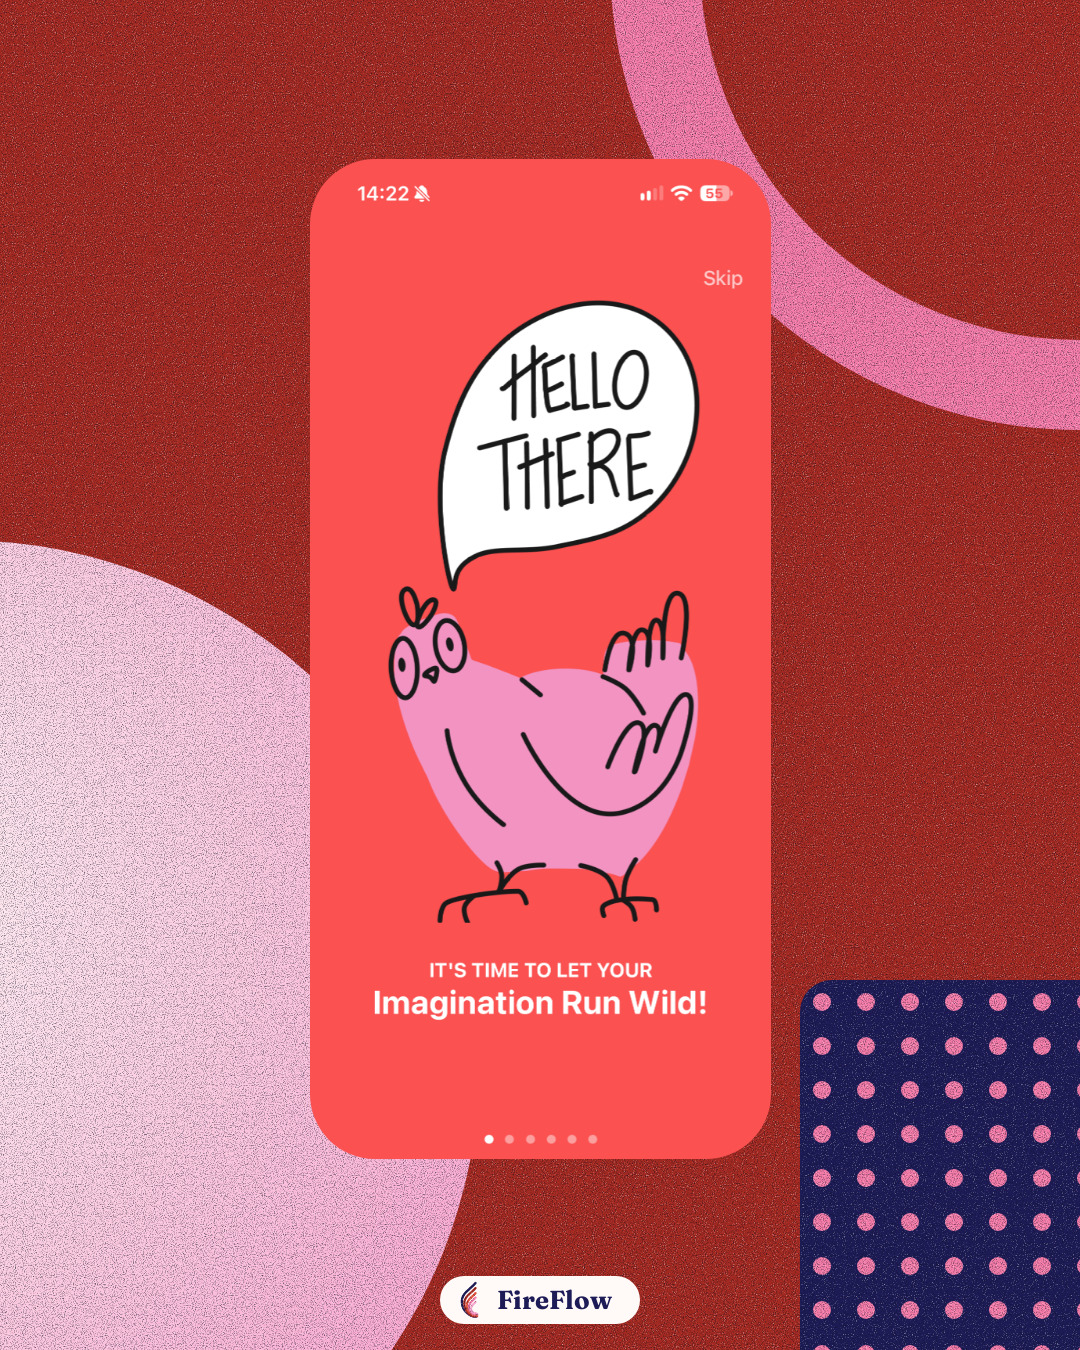 14:22
55
Skip
HELLO
THERE
IT'S TIME TO LET YOUR
Imagination Run Wild!
FireFlow